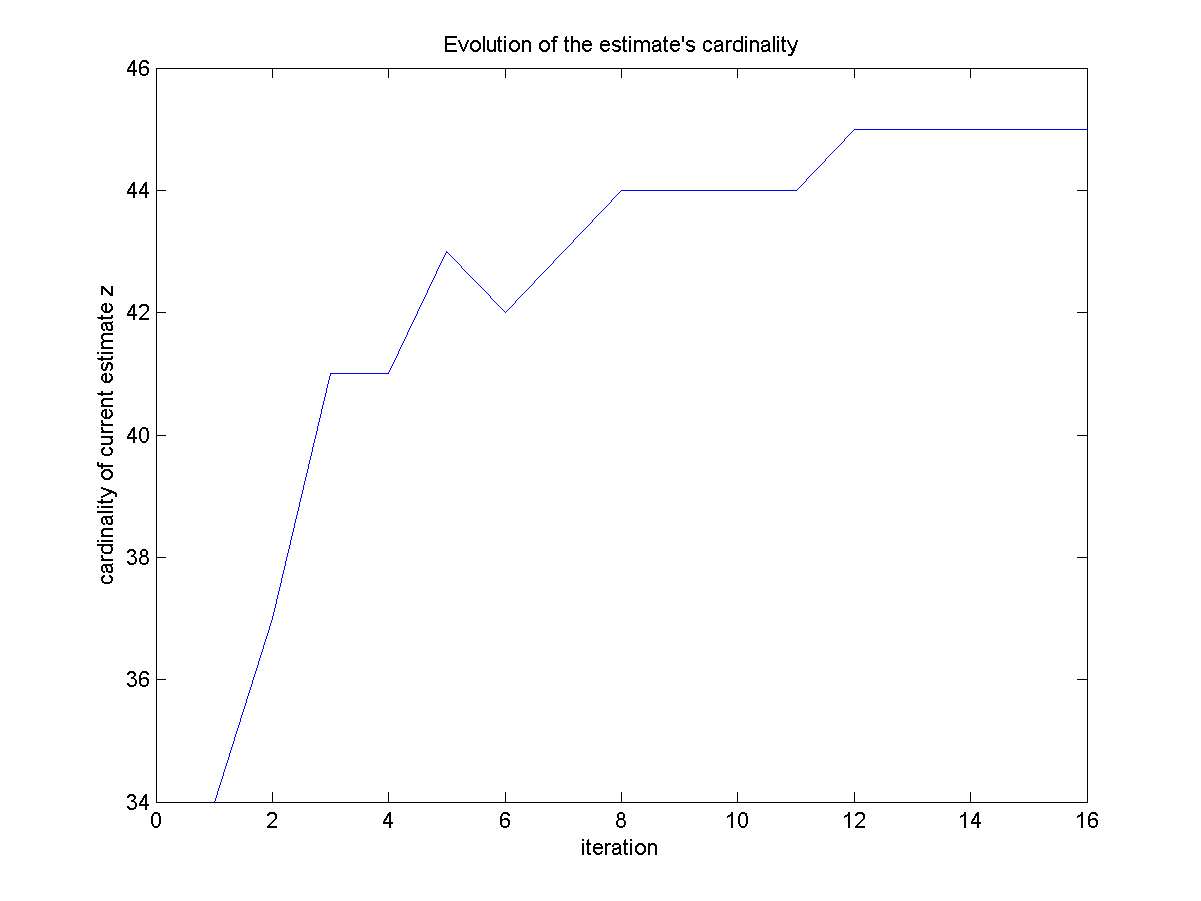 Evolution of the estimate's cardinality
46
44
42
40
38
36
34
cardinality of current estimate z
0 2 4 6 8 10 12 14 16
iteration